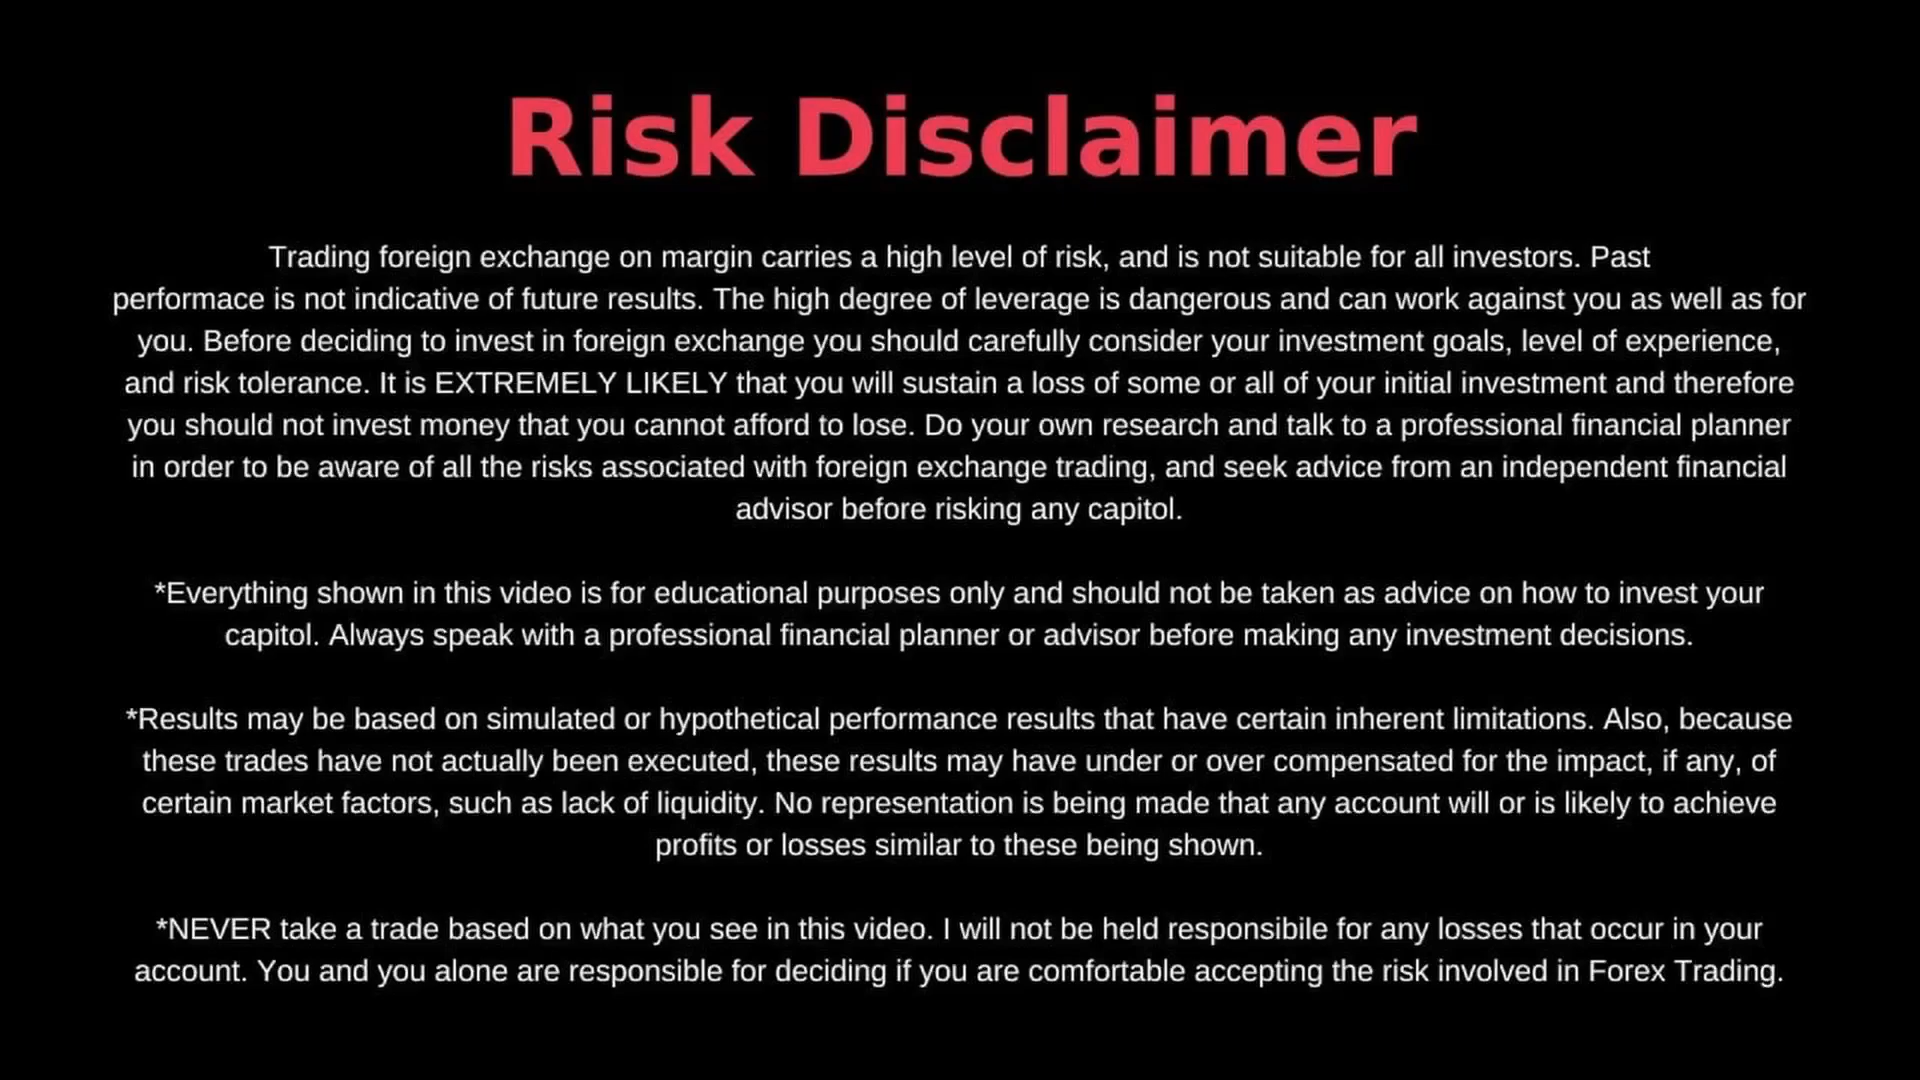 Risk Disclaimer
Trading foreign exchange on margin carries a high level of risk, and is not suitable for all investors. Past
performace is not indicative of future results. The high degree of leverage is dangerous and can work against you as well as for
you. Before deciding to invest in foreign exchange you should carefully consider your investment goals, level of experience,
and risk tolerance. It is EXTREMELY LIKELY that you will sustain a loss of some or all of your initial investment and therefore
you should not invest money that you cannot afford to lose. Do your own research and talk to a professional financial planner
in order to be aware of all the risks associated with foreign exchange trading, and seek advice from an independent financial
advisor before risking any capitol.
*Everything shown in this video is for educational purposes only and should not be taken as advice on how to invest your
capitol. Always speak with a professional financial planner or advisor before making any investment decisions.
*Results may be based on simulated or hypothetical performance results that have certain inherent limitations. Also, because
these trades have not actually been executed, these results may have under or over compensated for the impact, if any, of
certain market factors, such as lack of liquidity. No representation is being made that any account will or is likely to achieve
profits or losses similar to these being shown.
*NEVER take a trade based on what you see in this video. I will not be held responsibile for any losses that occur in your
account. You and you alone are responsible for deciding if you are comfortable accepting the risk involved in Forex Trading.